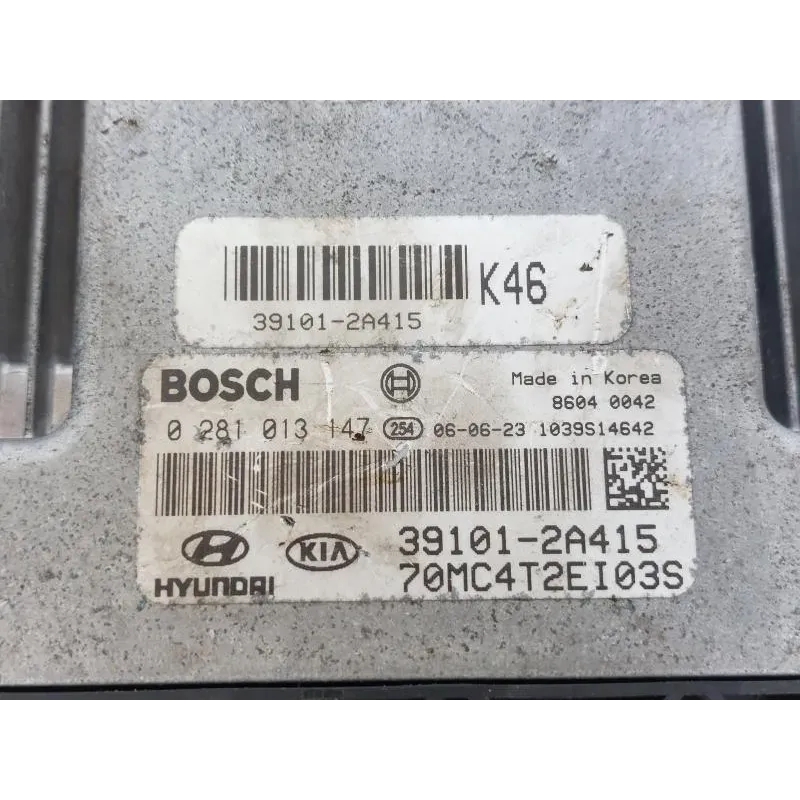 K46
39101-2A415
BOSCH
Made in Korea
8604 0042
0 281 013 147 254 06-06-23 1039S14642
HYUNDAI KIA 39101-2A415
70MC4T2EI03S